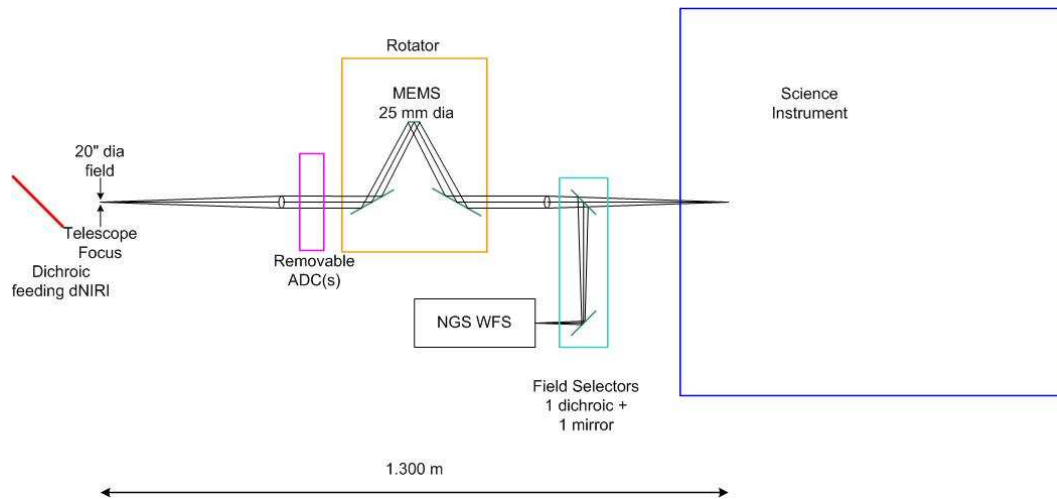 Rotator
MEMS
25 mm dia
Science
Instrument
20" dia
field
Telescope
Focus
Dichroic
feeding dNIRI
Removable
ADC(s)
NGS WFS
Field Selectors
1 dichroic +
1 mirror
1.300 m